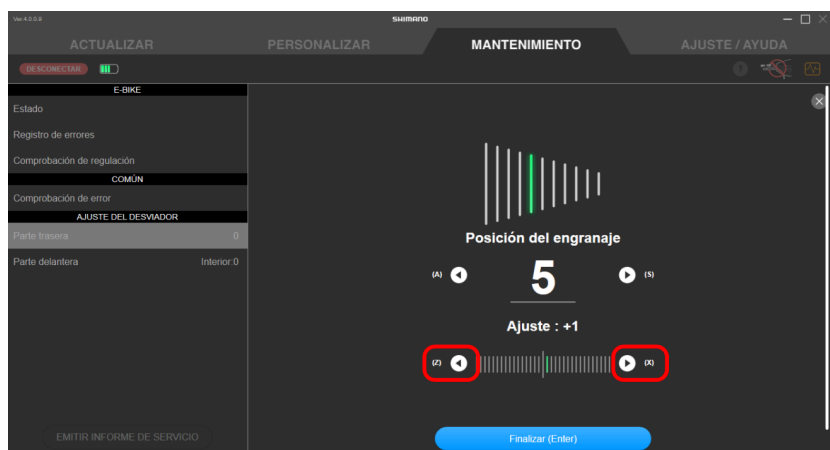 Ver.4.0.0.8
SHIMANO
ACTUALIZAR
PERSONALIZAR
MANTENIMIENTO
AJUSTE / AYUDA
DESCONECTAR
E-BIKE
Estado
Registro de errores
Comprobación de regulación
COMÚN
Comprobación de error
AJUSTE DEL DESVIADOR
Parte trasera 0
Parte delantera Interior:0
EMITIR INFORME DE SERVICIO
Posición del engranaje
(A) 5 (S)
Ajuste : +1
(Z) (X)
Finalizar (Enter)